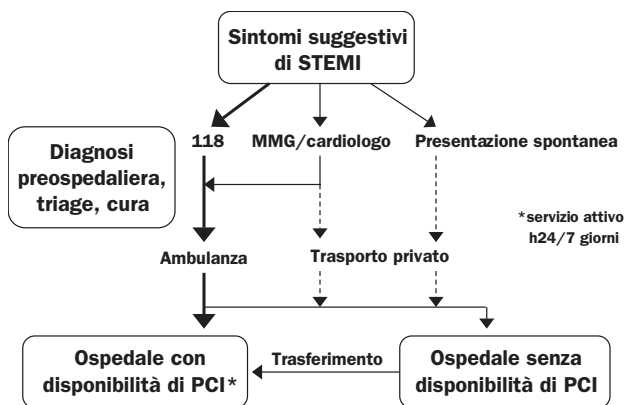 Sintomi suggestivi
di STEMI
118
MMG/cardiologo
Presentazione spontanea
Diagnosi
preospedaliera,
triage, cura
*servizio attivo
h24/7 giorni
Ambulanza
Trasporto privato
Ospedale con
disponibilità di PCI*
Trasferimento
Ospedale senza
disponibilità di PCI